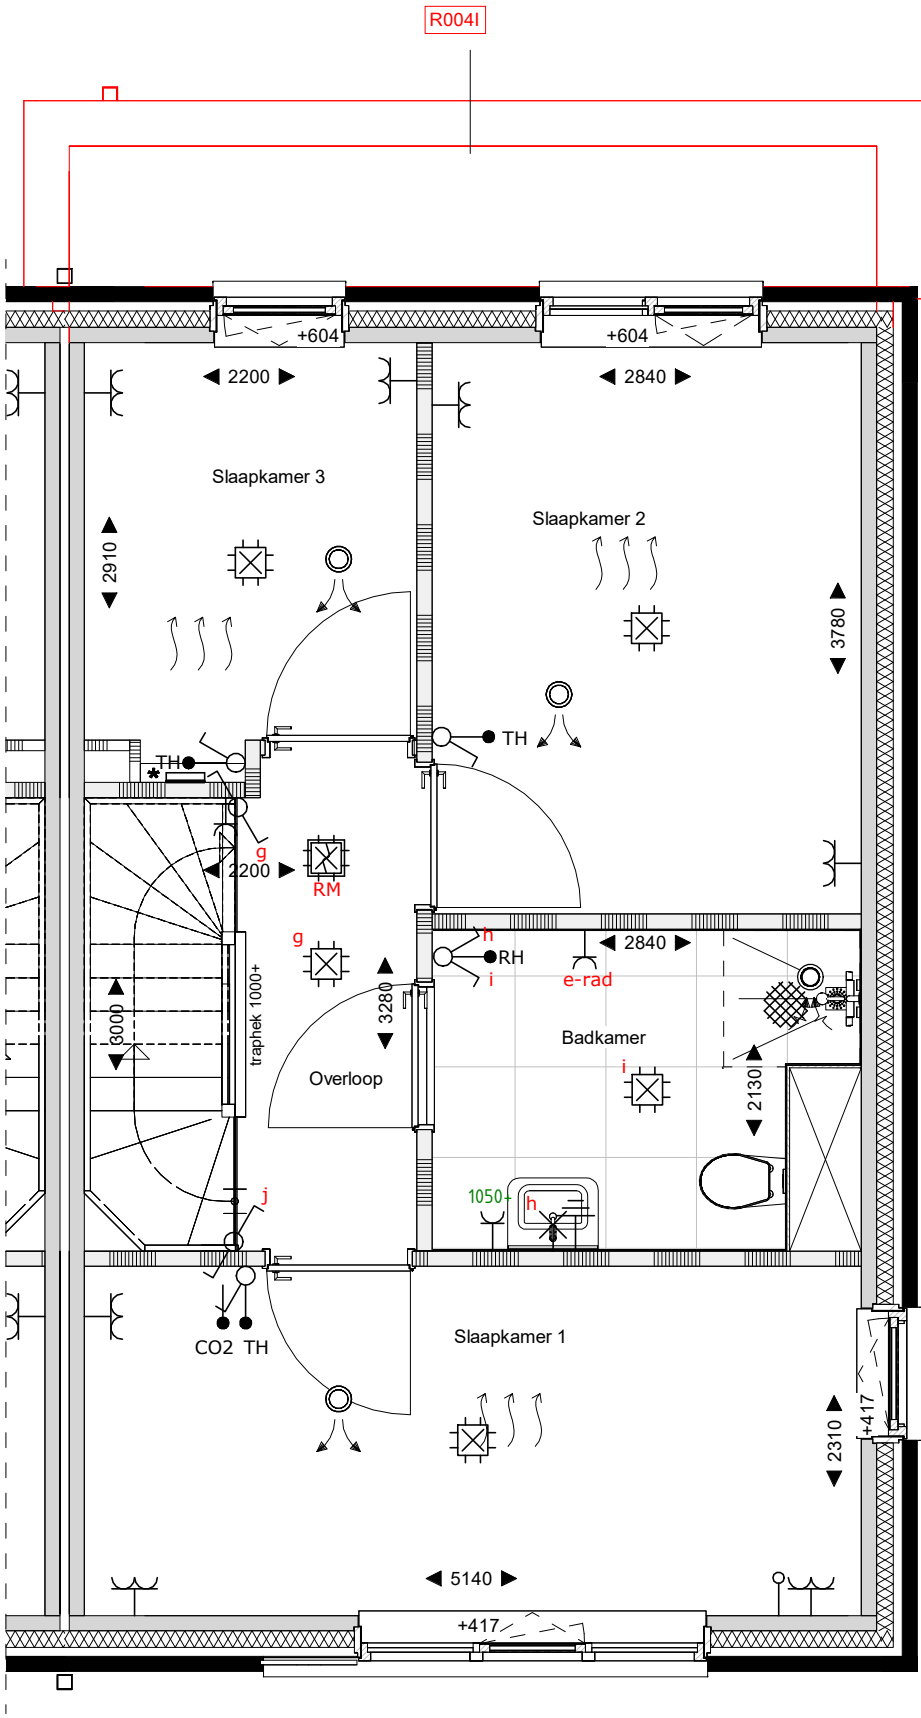 R004I
+604
+604
2200
2840
Slaapkamer 3
Slaapkamer 2
2910
3780
TH
TH
*
g
2200
RM
g
h
RH
i
2840
e-rad
3000
traphek 1000+
3280
Badkamer
Overloop
i
2130
j
1050+
h
CO2 TH
Slaapkamer 1
+417
2310
5140
+417